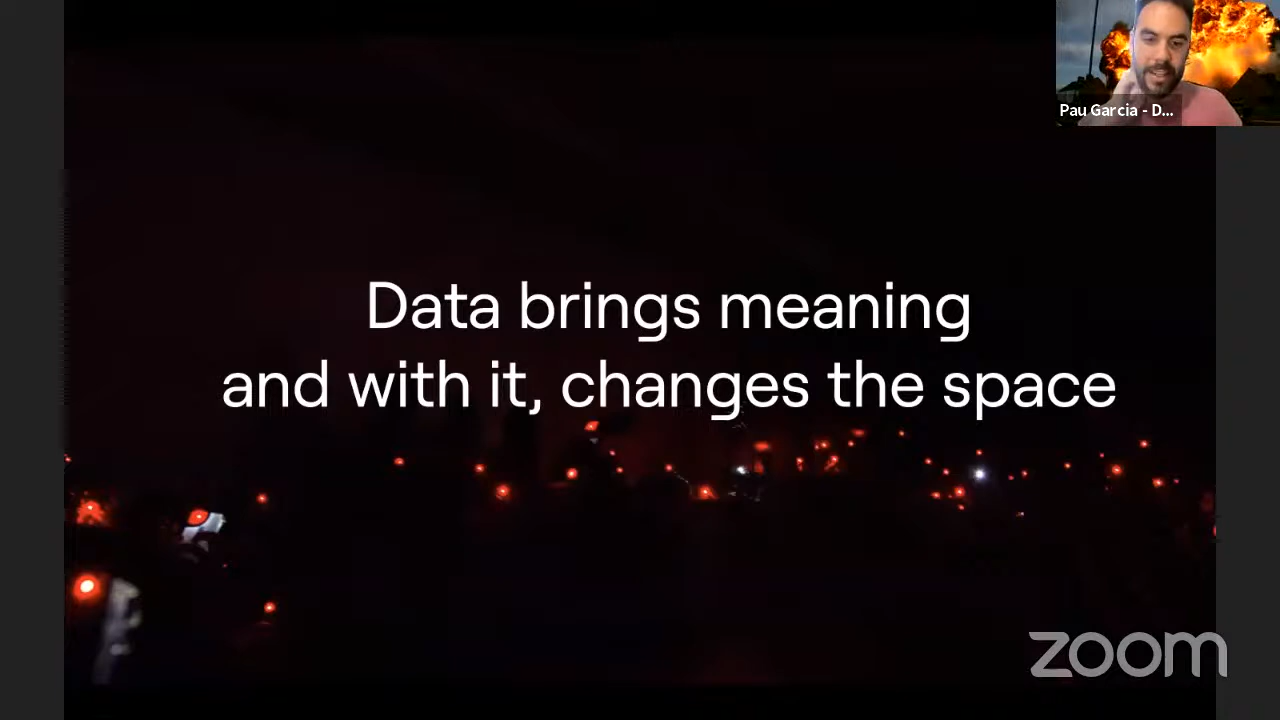 Pau Garcia - D...
Data brings meaning
and with it, changes the space
zoom